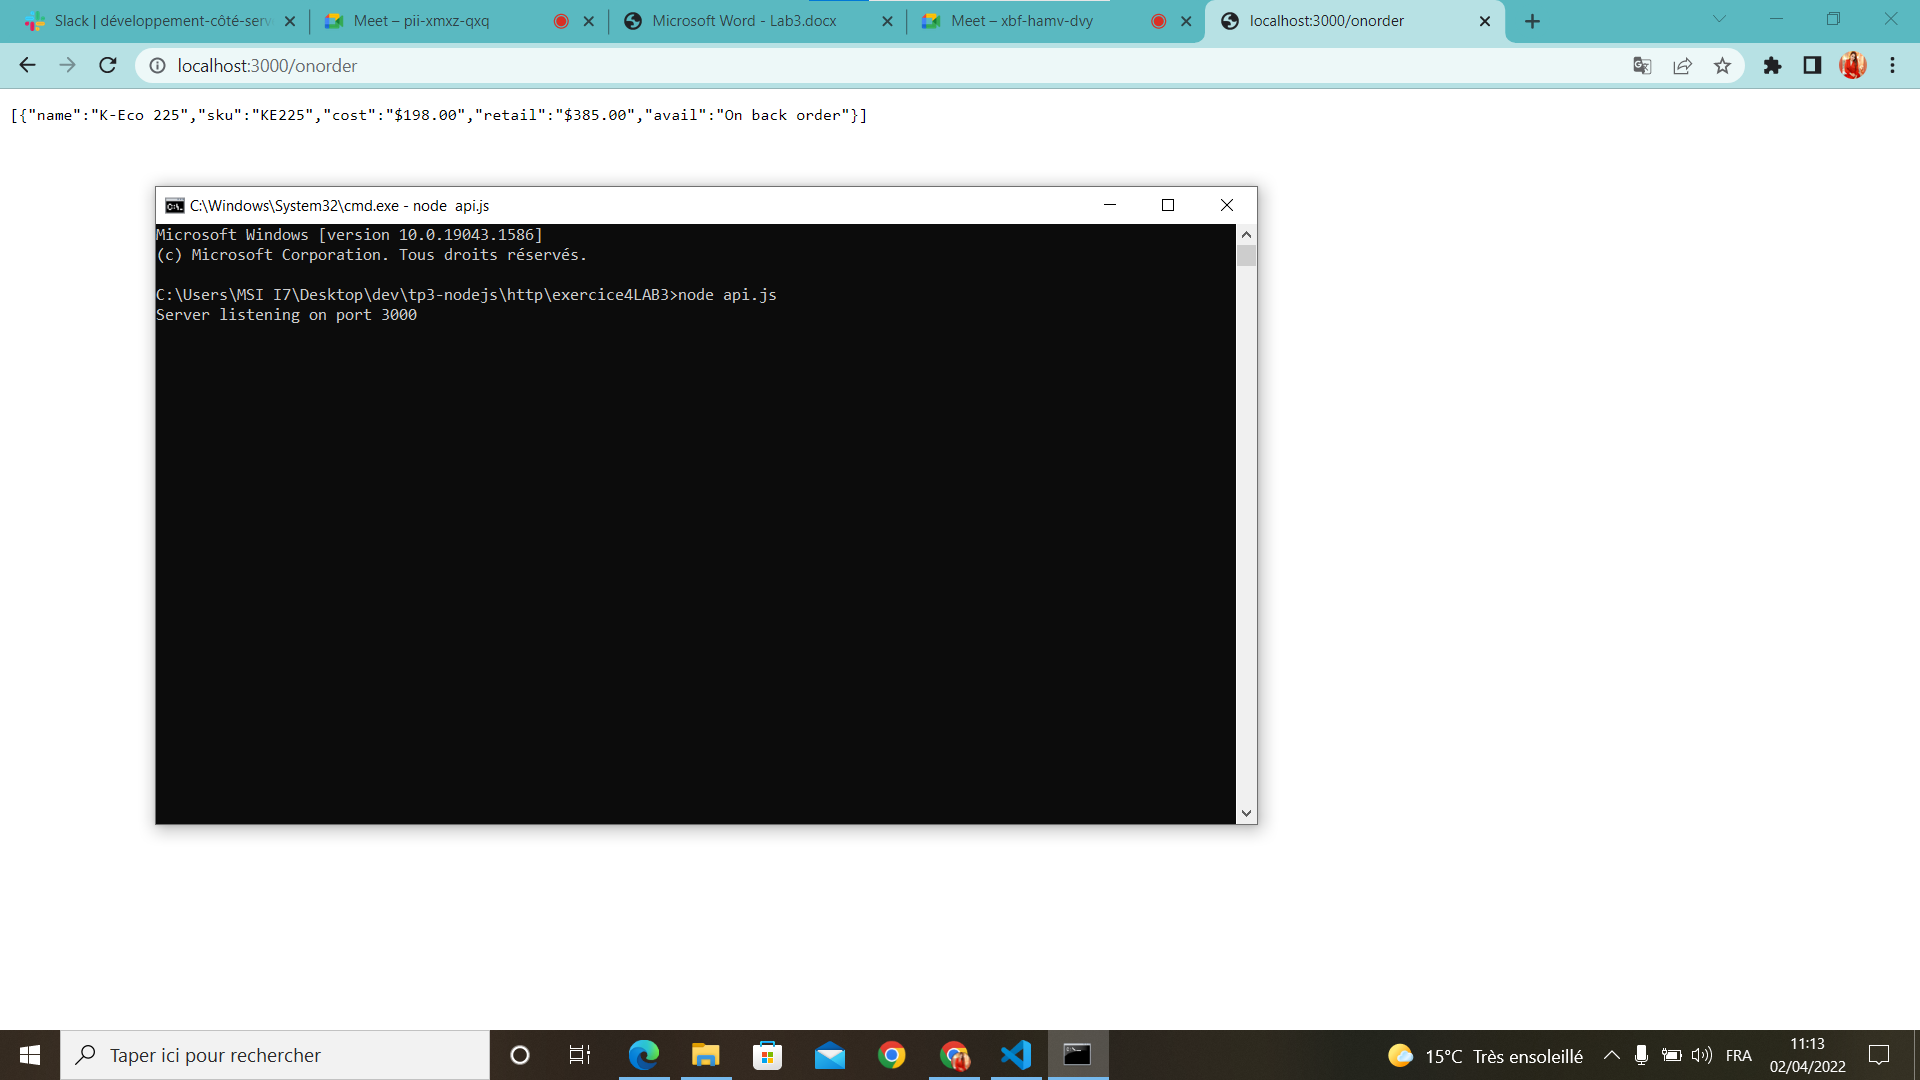 Slack | développement-côté-serv
Meet – pii-xmxz-qxq
Microsoft Word - Lab3.docx
Meet – xbf-hamv-dvy
localhost:3000/onorder
localhost:3000/onorder
[{"name":"K-Eco 225","sku":"KE225","cost":"$198.00","retail":"$385.00","avail":"On back order"}]
C:\Windows\System32\cmd.exe - node  api.js
Microsoft Windows [version 10.0.19043.1586]
(c) Microsoft Corporation. Tous droits réservés.
C:\Users\MSI I7\Desktop\dev\tp3-nodejs\http\exercice4LAB3>node api.js
Server listening on port 3000
Taper ici pour rechercher
15°C Très ensoleillé
FRA
11:13
02/04/2022